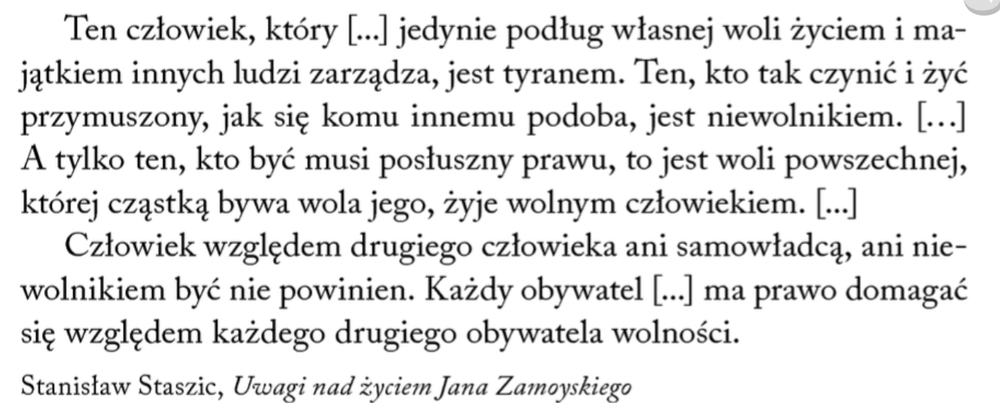 Ten człowiek, który [...] jedynie podług własnej woli życiem i ma-
jątkiem innych ludzi zarządza, jest tyranem. Ten, kto tak czynić i żyć
przymuszony, jak się komu innemu podoba, jest niewolnikiem. […]
A tylko ten, kto być musi posłuszny prawu, to jest woli powszechnej,
której cząstką bywa wola jego, żyje wolnym człowiekiem. [...]
Człowiek względem drugiego człowieka ani samowładcą, ani nie-
wolnikiem być nie powinien. Każdy obywatel [...] ma prawo domagać
się względem każdego drugiego obywatela wolności.
Stanisław Staszic, Uwagi nad życiem Jana Zamoyskiego